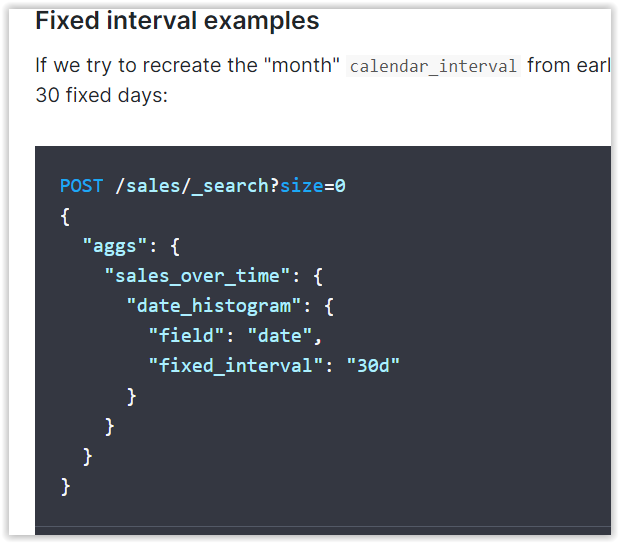 Fixed interval examples
If we try to recreate the "month" calendar_interval from earl
30 fixed days:
POST /sales/_search?size=0
{
  "aggs": {
    "sales_over_time": {
      "date_histogram": {
        "field": "date",
        "fixed_interval": "30d"
      }
    }
  }
}